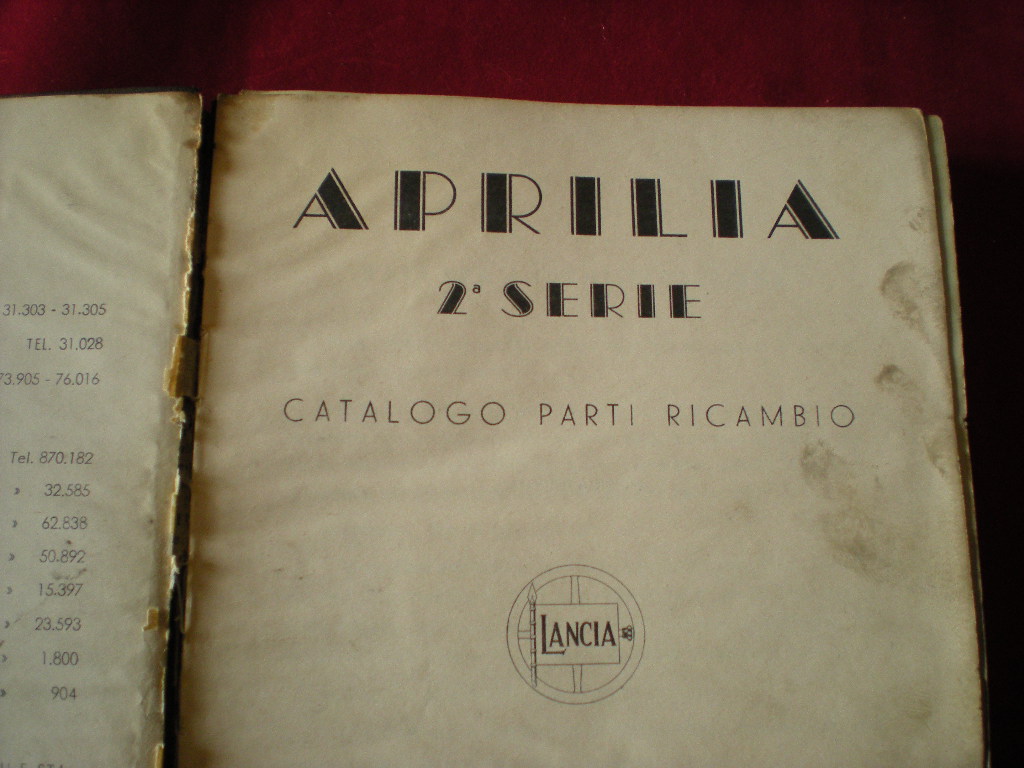 31.303 - 31.305
TEL. 31.028
73.905 - 76.016
Tel. 870.182
» 32.585
» 62.838
» 50.892
» 15.397
» 23.593
» 1.800
» 904
APRILIA
2ª SERIE
CATALOGO PARTI RICAMBIO
LANCIA